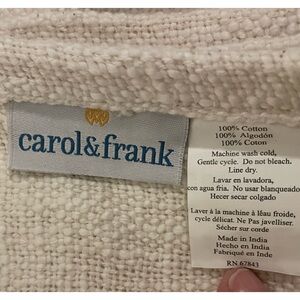 carol&frank
100% Cotton
100% Algodón
100% Coton
Machine wash cold,
Gentle cycle. Do not bleach.
Line dry.
Lavar en lavadora,
con agua fria. No usar blanqueado
Hecer secar colgado
Laver à la machine à lêau froide,
cycle délicat. Ne Pas javelliser.
Sécher sur corde
Made in India
Hecho en India
Fabriqué en Inde
RN 67843